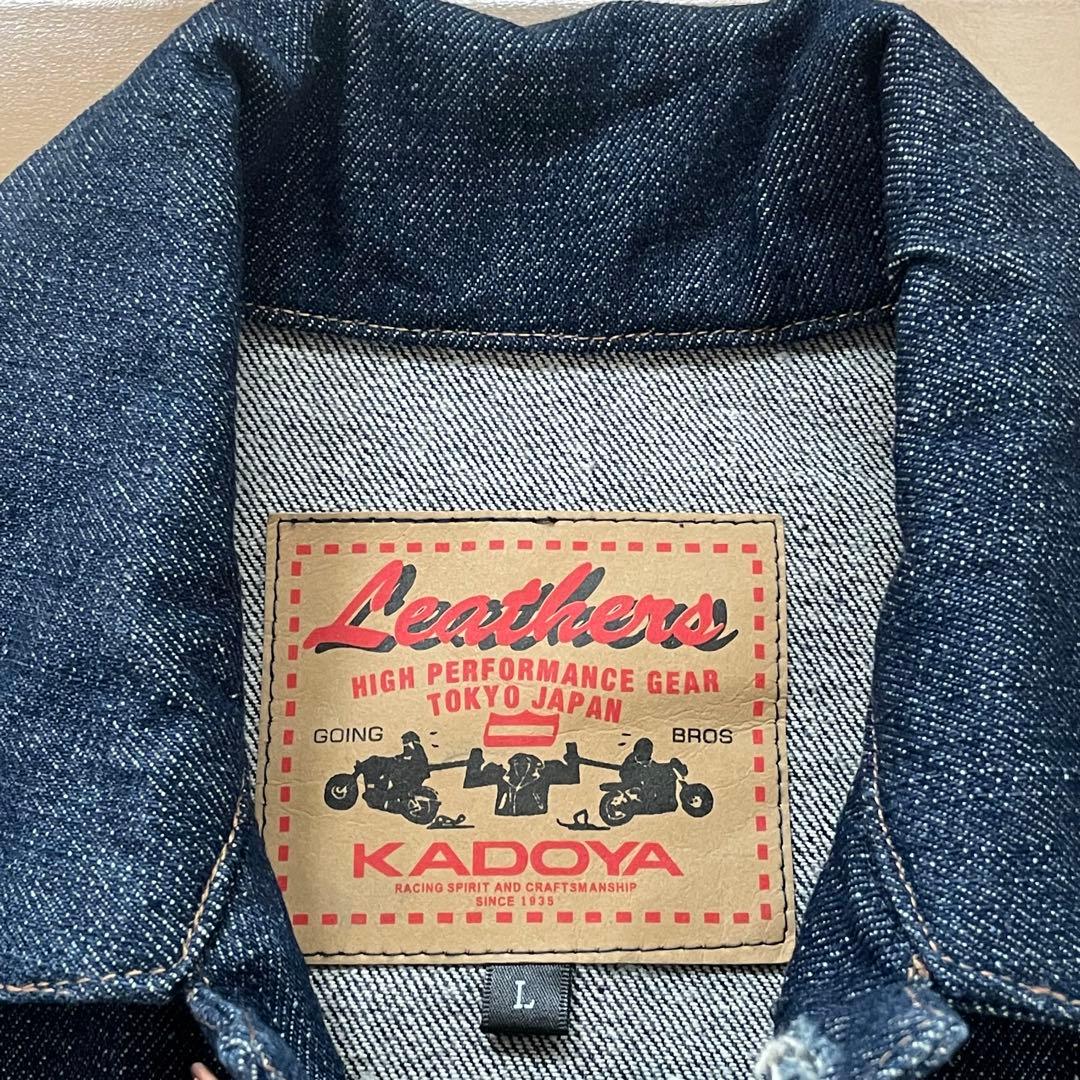 Leathers
HIGH PERFORMANCE GEAR
TOKYO JAPAN
GOING BROS
KADOYA
RACING SPIRIT AND CRAFTSMANSHIP
SINCE 1935
L